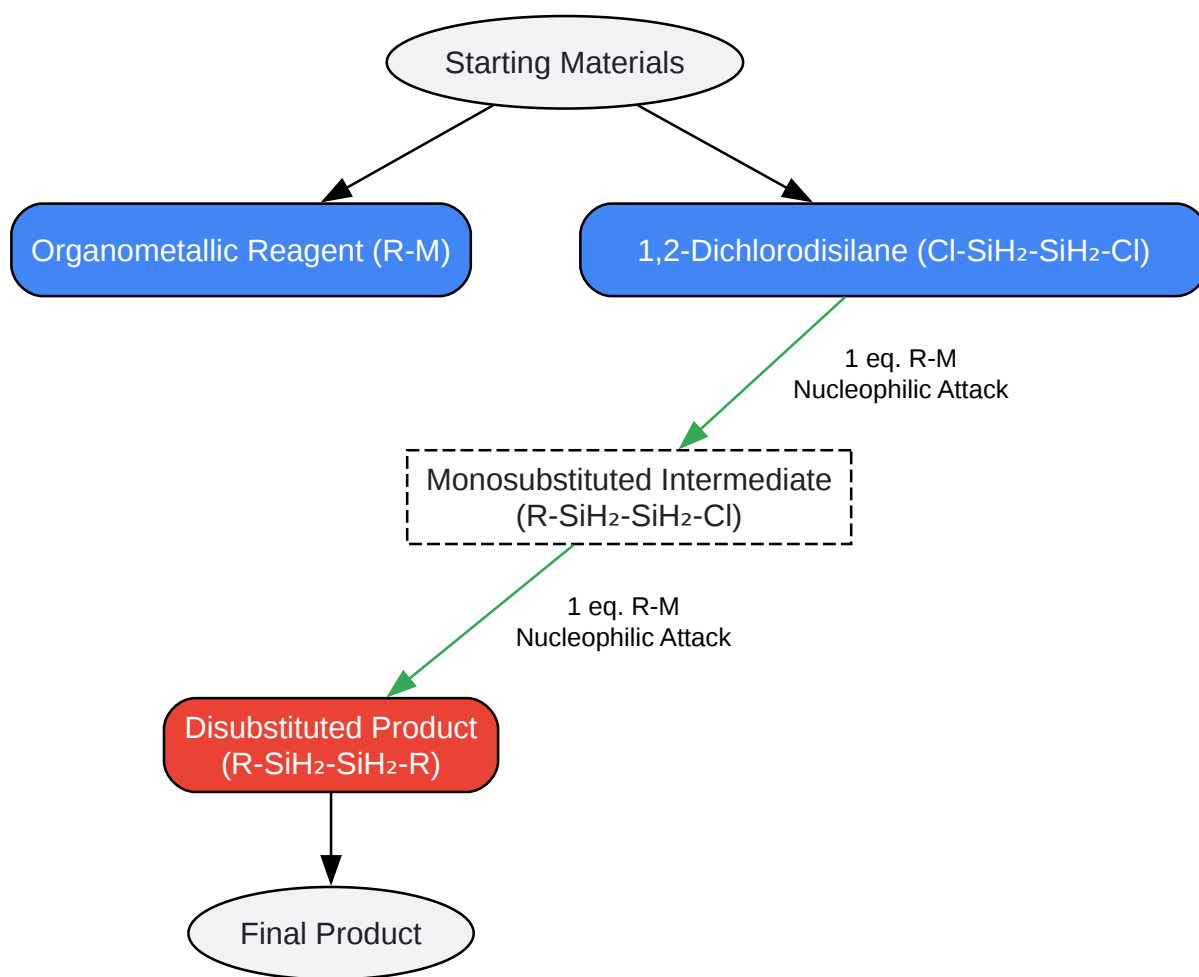 Starting Materials
Organometallic Reagent (R-M)
1,2-Dichlorodisilane (Cl-SiH₂-SiH₂-Cl)
1 eq. R-M
Nucleophilic Attack
Monosubstituted Intermediate
(R-SiH₂-SiH₂-Cl)
1 eq. R-M
Nucleophilic Attack
Disubstituted Product
(R-SiH₂-SiH₂-R)
Final Product